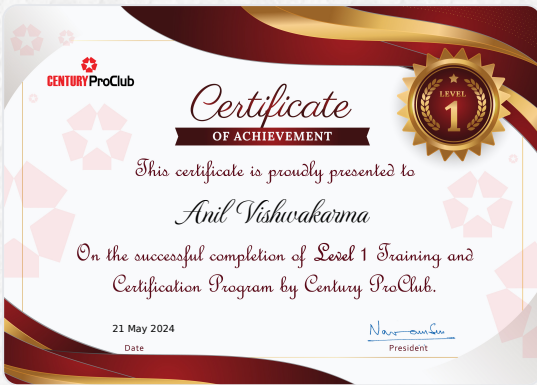 CENTURY ProClub
LEVEL
1
Certificate
OF ACHIEVEMENT
This certificate is proudly presented to
Anil Vishwakarma
On the successful completion of Level 1 Training and
Certification Program by Century ProClub.
21 May 2024
Date
President